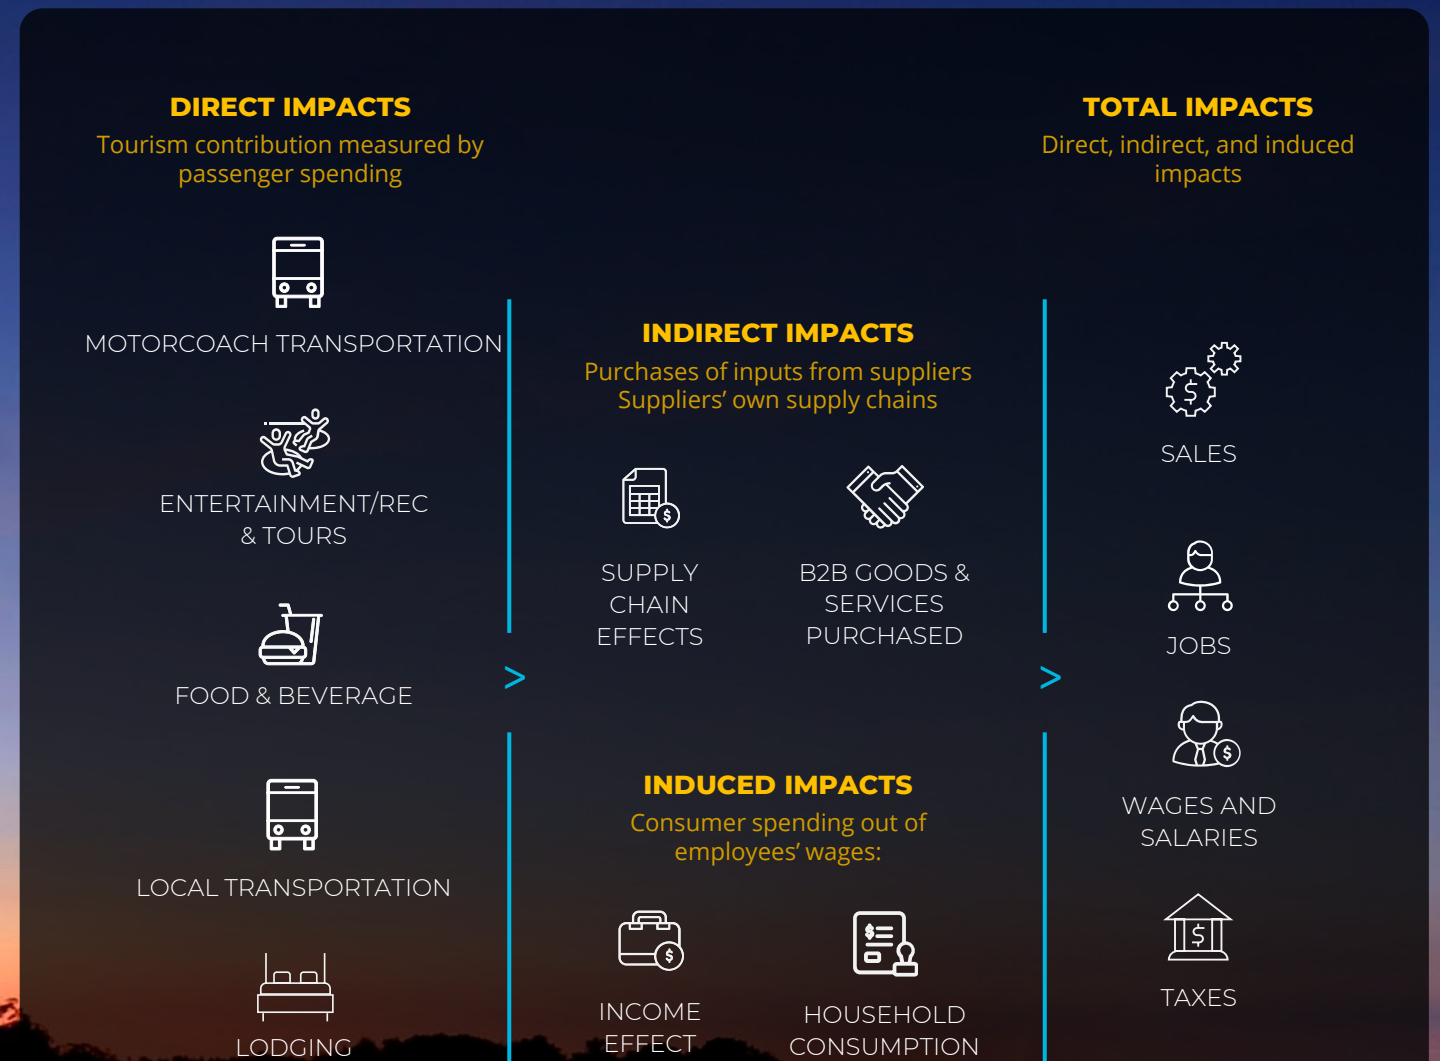 DIRECT IMPACTS
Tourism contribution measured by
passenger spending
MOTORCOACH TRANSPORTATION
ENTERTAINMENT/REC
& TOURS
FOOD & BEVERAGE
LOCAL TRANSPORTATION
LODGING
>
INDIRECT IMPACTS
Purchases of inputs from suppliers
Suppliers’ own supply chains
$
SUPPLY
CHAIN
EFFECTS
B2B GOODS &
SERVICES
PURCHASED
INDUCED IMPACTS
Consumer spending out of
employees’ wages:
$
INCOME
EFFECT
$
HOUSEHOLD
CONSUMPTION
>
TOTAL IMPACTS
Direct, indirect, and induced
impacts
$
SALES
JOBS
$
WAGES AND
SALARIES
$
TAXES